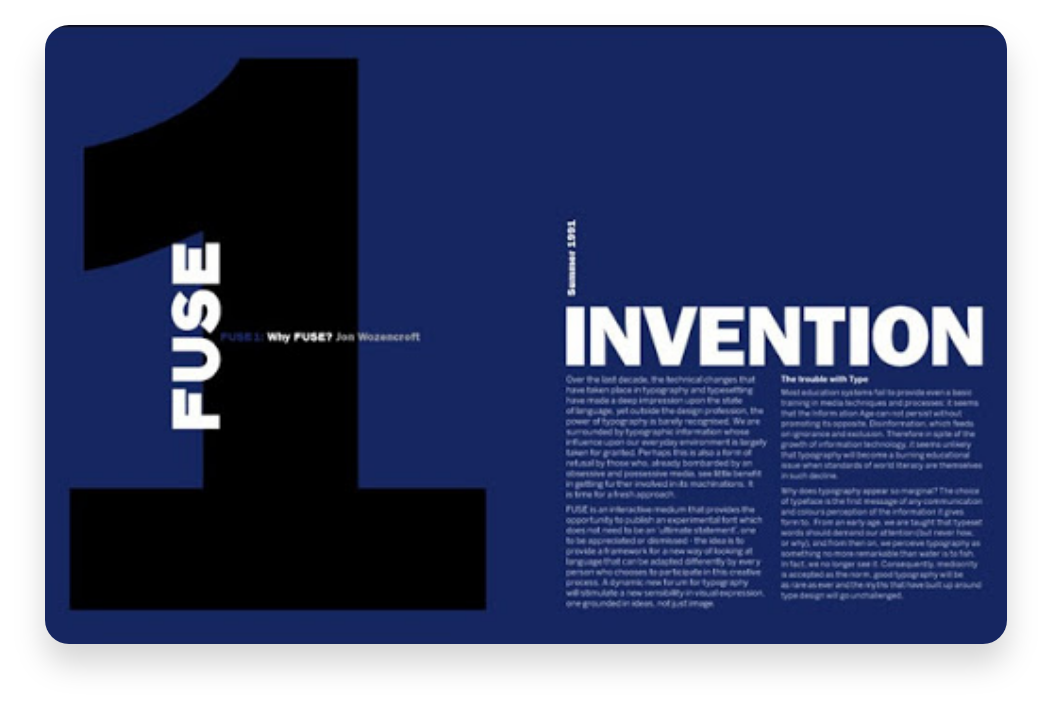 1
FUSE
FUSE 1: Why FUSE? Jon Wozencroft
Summer 1991
INVENTION
Over the last decade, the technical changes that
have taken place in typography and typesetting
have made a deep impression upon the state
of language, yet outside the design profession, the
power of typography is barely recognised. We are
surrounded by typographic information whose
influence upon our everyday environment is largely
taken for granted. Perhaps this is also a form of
refusal by those who, already bombarded by an
obsessive and possessive media, see little benefit
in getting further involved in its machinations. It
is time for a fresh approach.
FUSE is an interactive medium that provides the
opportunity to publish an experimental font which
does not need to be an 'ultimate statement', one
to be appreciated or dismissed - the idea is to
provide a framework for a new way of looking at
language that can be adapted differently by every
person who chooses to participate in this creative
process. A dynamic new forum for typography
will stimulate a new sensibility in visual expression,
one grounded in ideas, not just image.
The trouble with Type
Most education systems fail to provide even a basic
training in media techniques and processes; it seems
that the Information Age can not persist without
promoting its opposite, Disinformation, which feeds
on ignorance and exclusion. Therefore in spite of the
growth of information technology, it seems unlikely
that typography will become a burning educational
issue when standards of world literacy are themselves
in such decline.
Why does typography appear so marginal? The choice
of typeface is the first message of any communication
and colours perception of the information it gives
form to. From an early age, we are taught that typeset
words should demand our attention (but never how,
or why), and from then on, we perceive typography as
something no more remarkable than water is to fish.
In fact, we no longer see it. Consequently, mediocrity
is accepted as the norm, good typography will be
as rare as ever and the myths that have built up around
type design will go unchallenged.